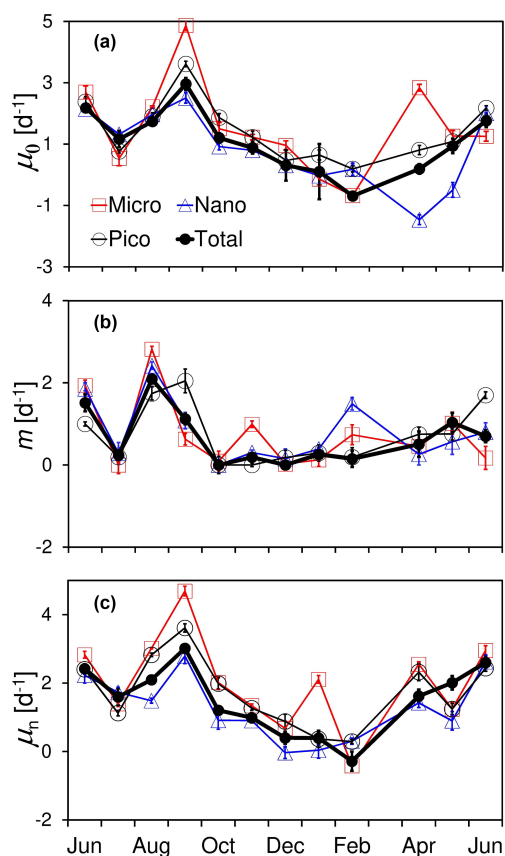 5
(a)
3
1
-1
-3
μ0 [d-1]
Micro Nano
Pico Total
4
(b)
2
0
-2
m [d-1]
(c)
4
2
0
-2
μn [d-1]
Jun Aug Oct Dec Feb Apr Jun